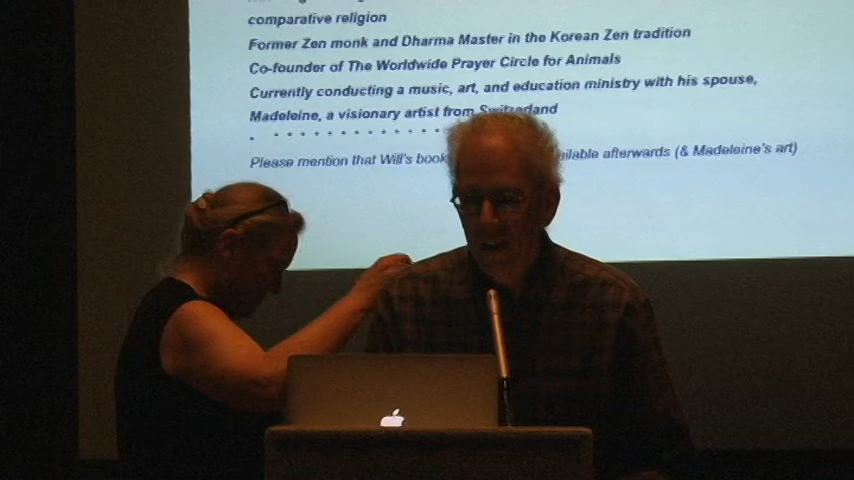 comparative religion
Former Zen monk and Dharma Master in the Korean Zen tradition
Co-founder of The Worldwide Prayer Circle for Animals
Currently conducting a music, art, and education ministry with his spouse,
Madeleine, a visionary artist from Switzerland
Please mention that Will's book afterwards (& Madeleine's art)